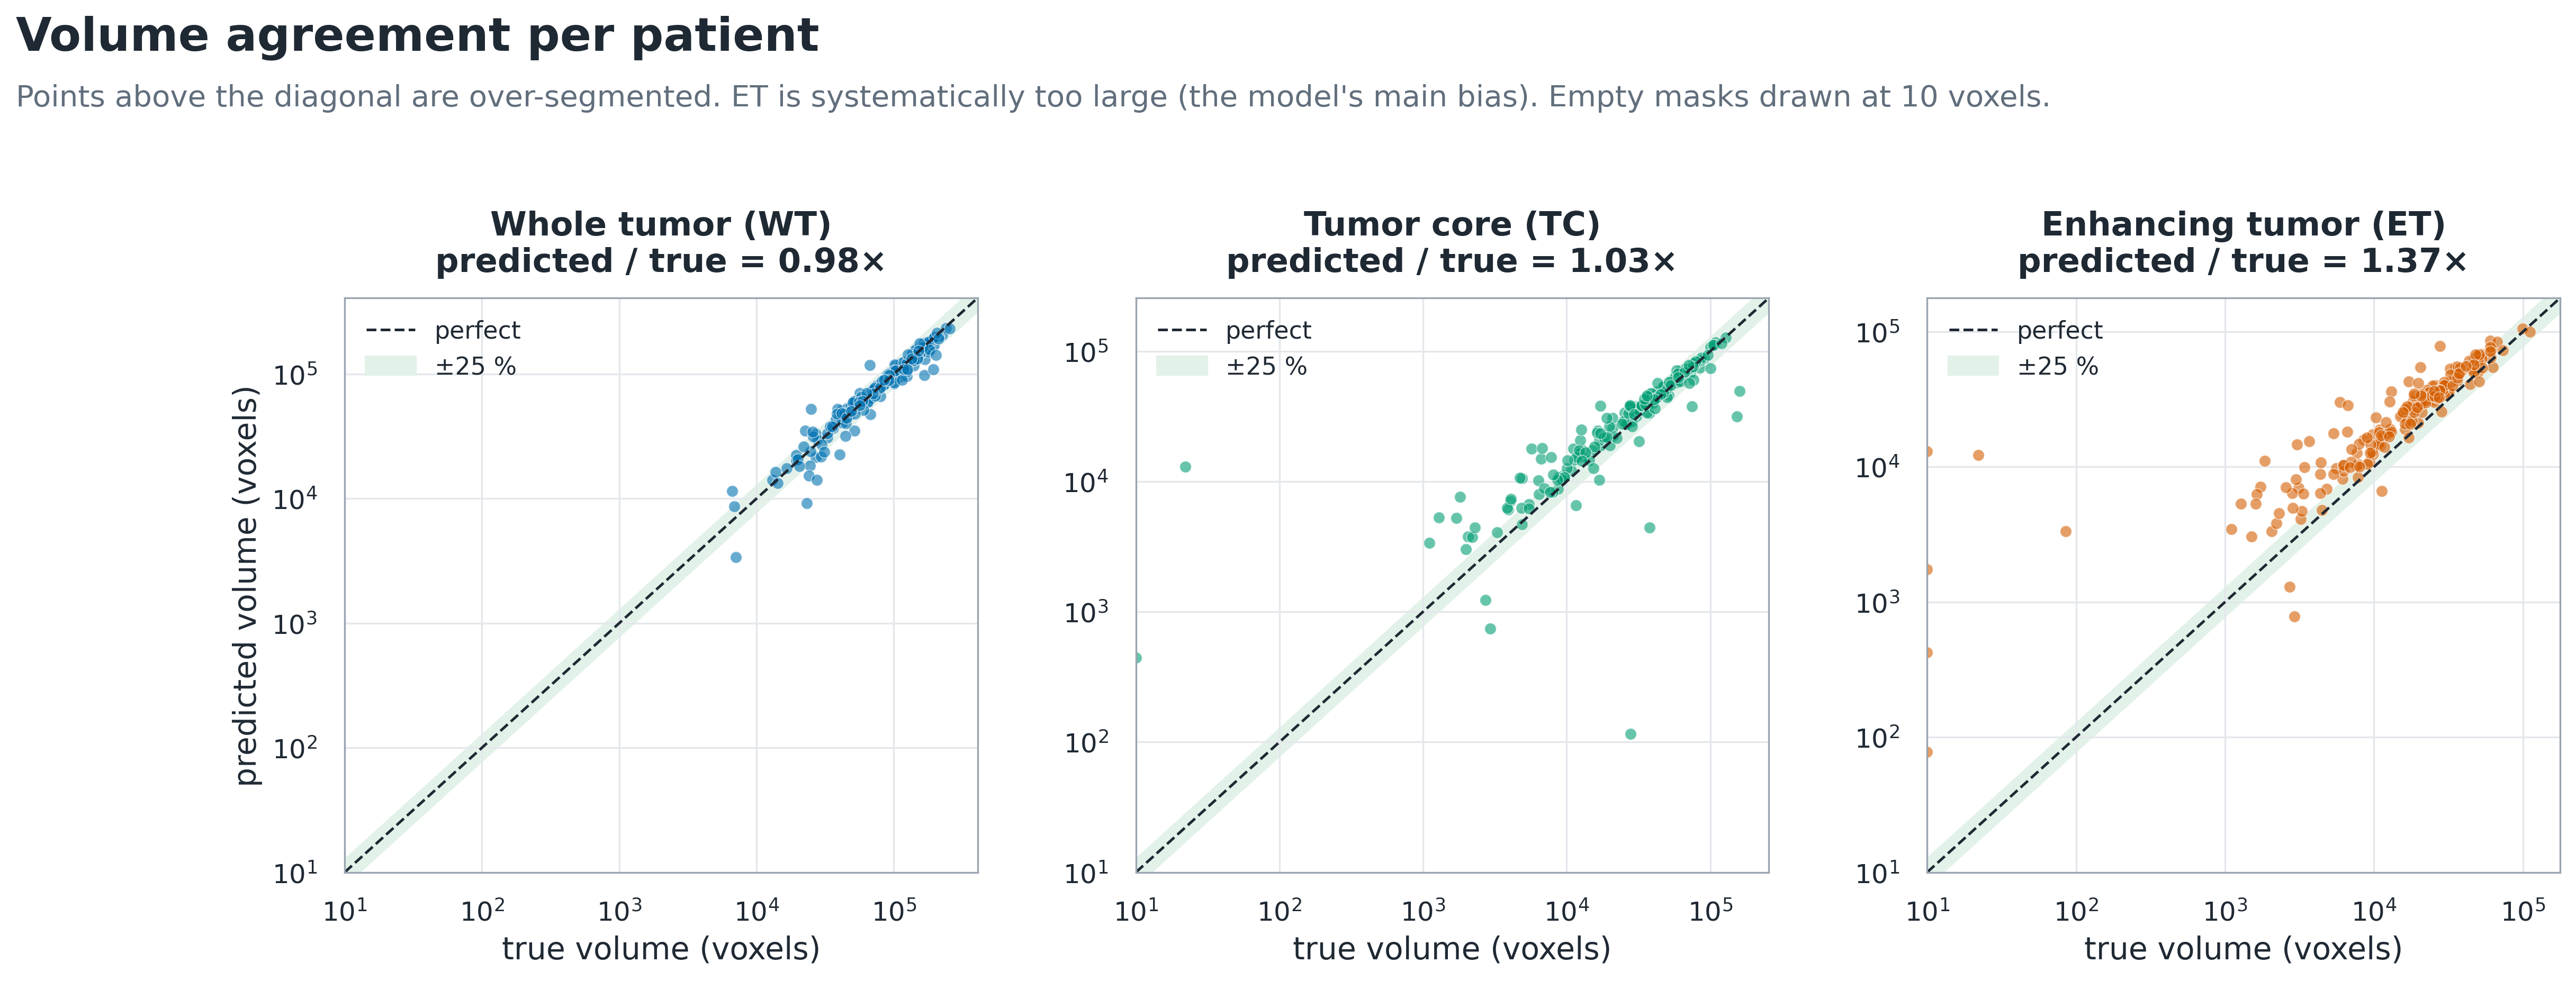 Volume agreement per patient
Points above the diagonal are over-segmented. ET is systematically too large (the model's main bias). Empty masks drawn at 10 voxels.
Whole tumor (WT)
predicted / true = 0.98×
perfect
±25 %
10⁵
10⁴
10³
10²
10¹
predicted volume (voxels)
10¹ 10² 10³ 10⁴ 10⁵
true volume (voxels)
Tumor core (TC)
predicted / true = 1.03×
perfect
±25 %
10⁵
10⁴
10³
10²
10¹
10¹ 10² 10³ 10⁴ 10⁵
true volume (voxels)
Enhancing tumor (ET)
predicted / true = 1.37×
perfect
±25 %
10⁵
10⁴
10³
10²
10¹
10¹ 10² 10³ 10⁴ 10⁵
true volume (voxels)